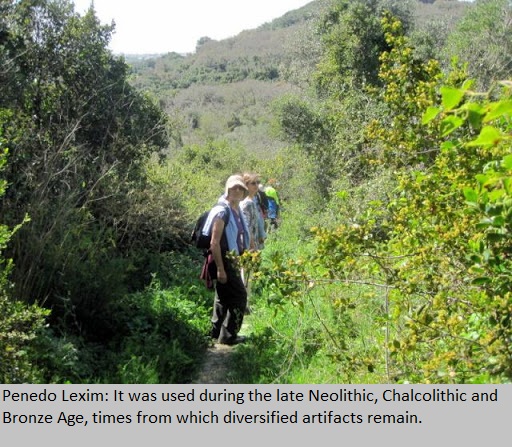 Penedo Lexim: It was used during the late Neolithic, Chalcolithic and
Bronze Age, times from which diversified artifacts remain.